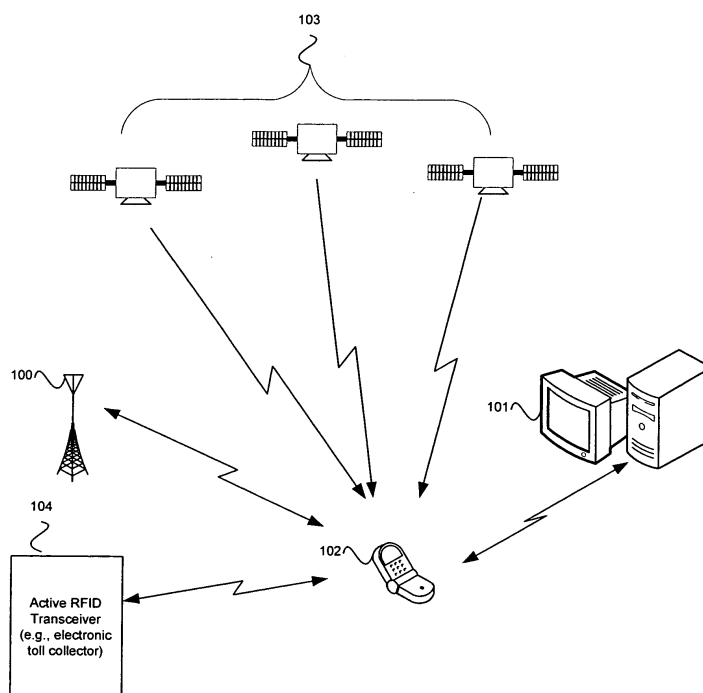 103
100
101
104
102
Active RFID
Transceiver
(e.g., electronic
toll collector)